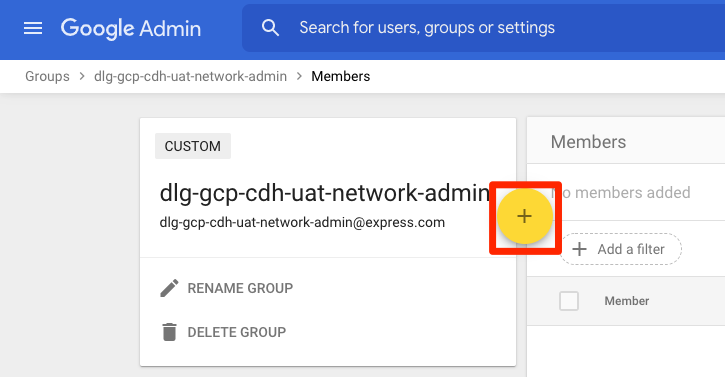 Google Admin
Search for users, groups or settings
Groups > dlg-gcp-cdh-uat-network-admin > Members
CUSTOM
dlg-gcp-cdh-uat-network-admin
dlg-gcp-cdh-uat-network-admin@express.com
RENAME GROUP
DELETE GROUP
Members
No members added
Add a filter
Member